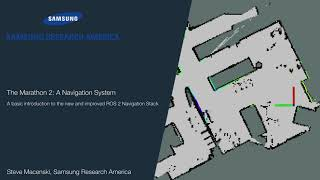 SAMSUNG
SAMSUNG RESEARCH AMERICA
The Marathon 2: A Navigation System
A basic introduction to the new and improved ROS 2 Navigation Stack
Steve Macenski, Samsung Research America